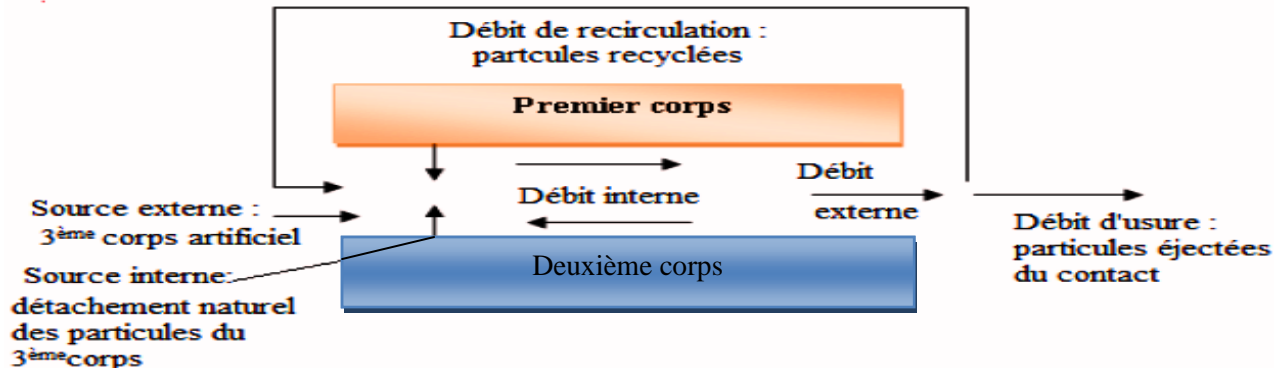 Débit de recirculation :
partcules recyclées
Premier corps
Débit
externe
Débit interne
Source externe :
3ème corps artificiel
Source interne:
détachement naturel
des particules du
3èmecorps
Deuxième corps
Débit d'usure :
particules éjectées
du contact